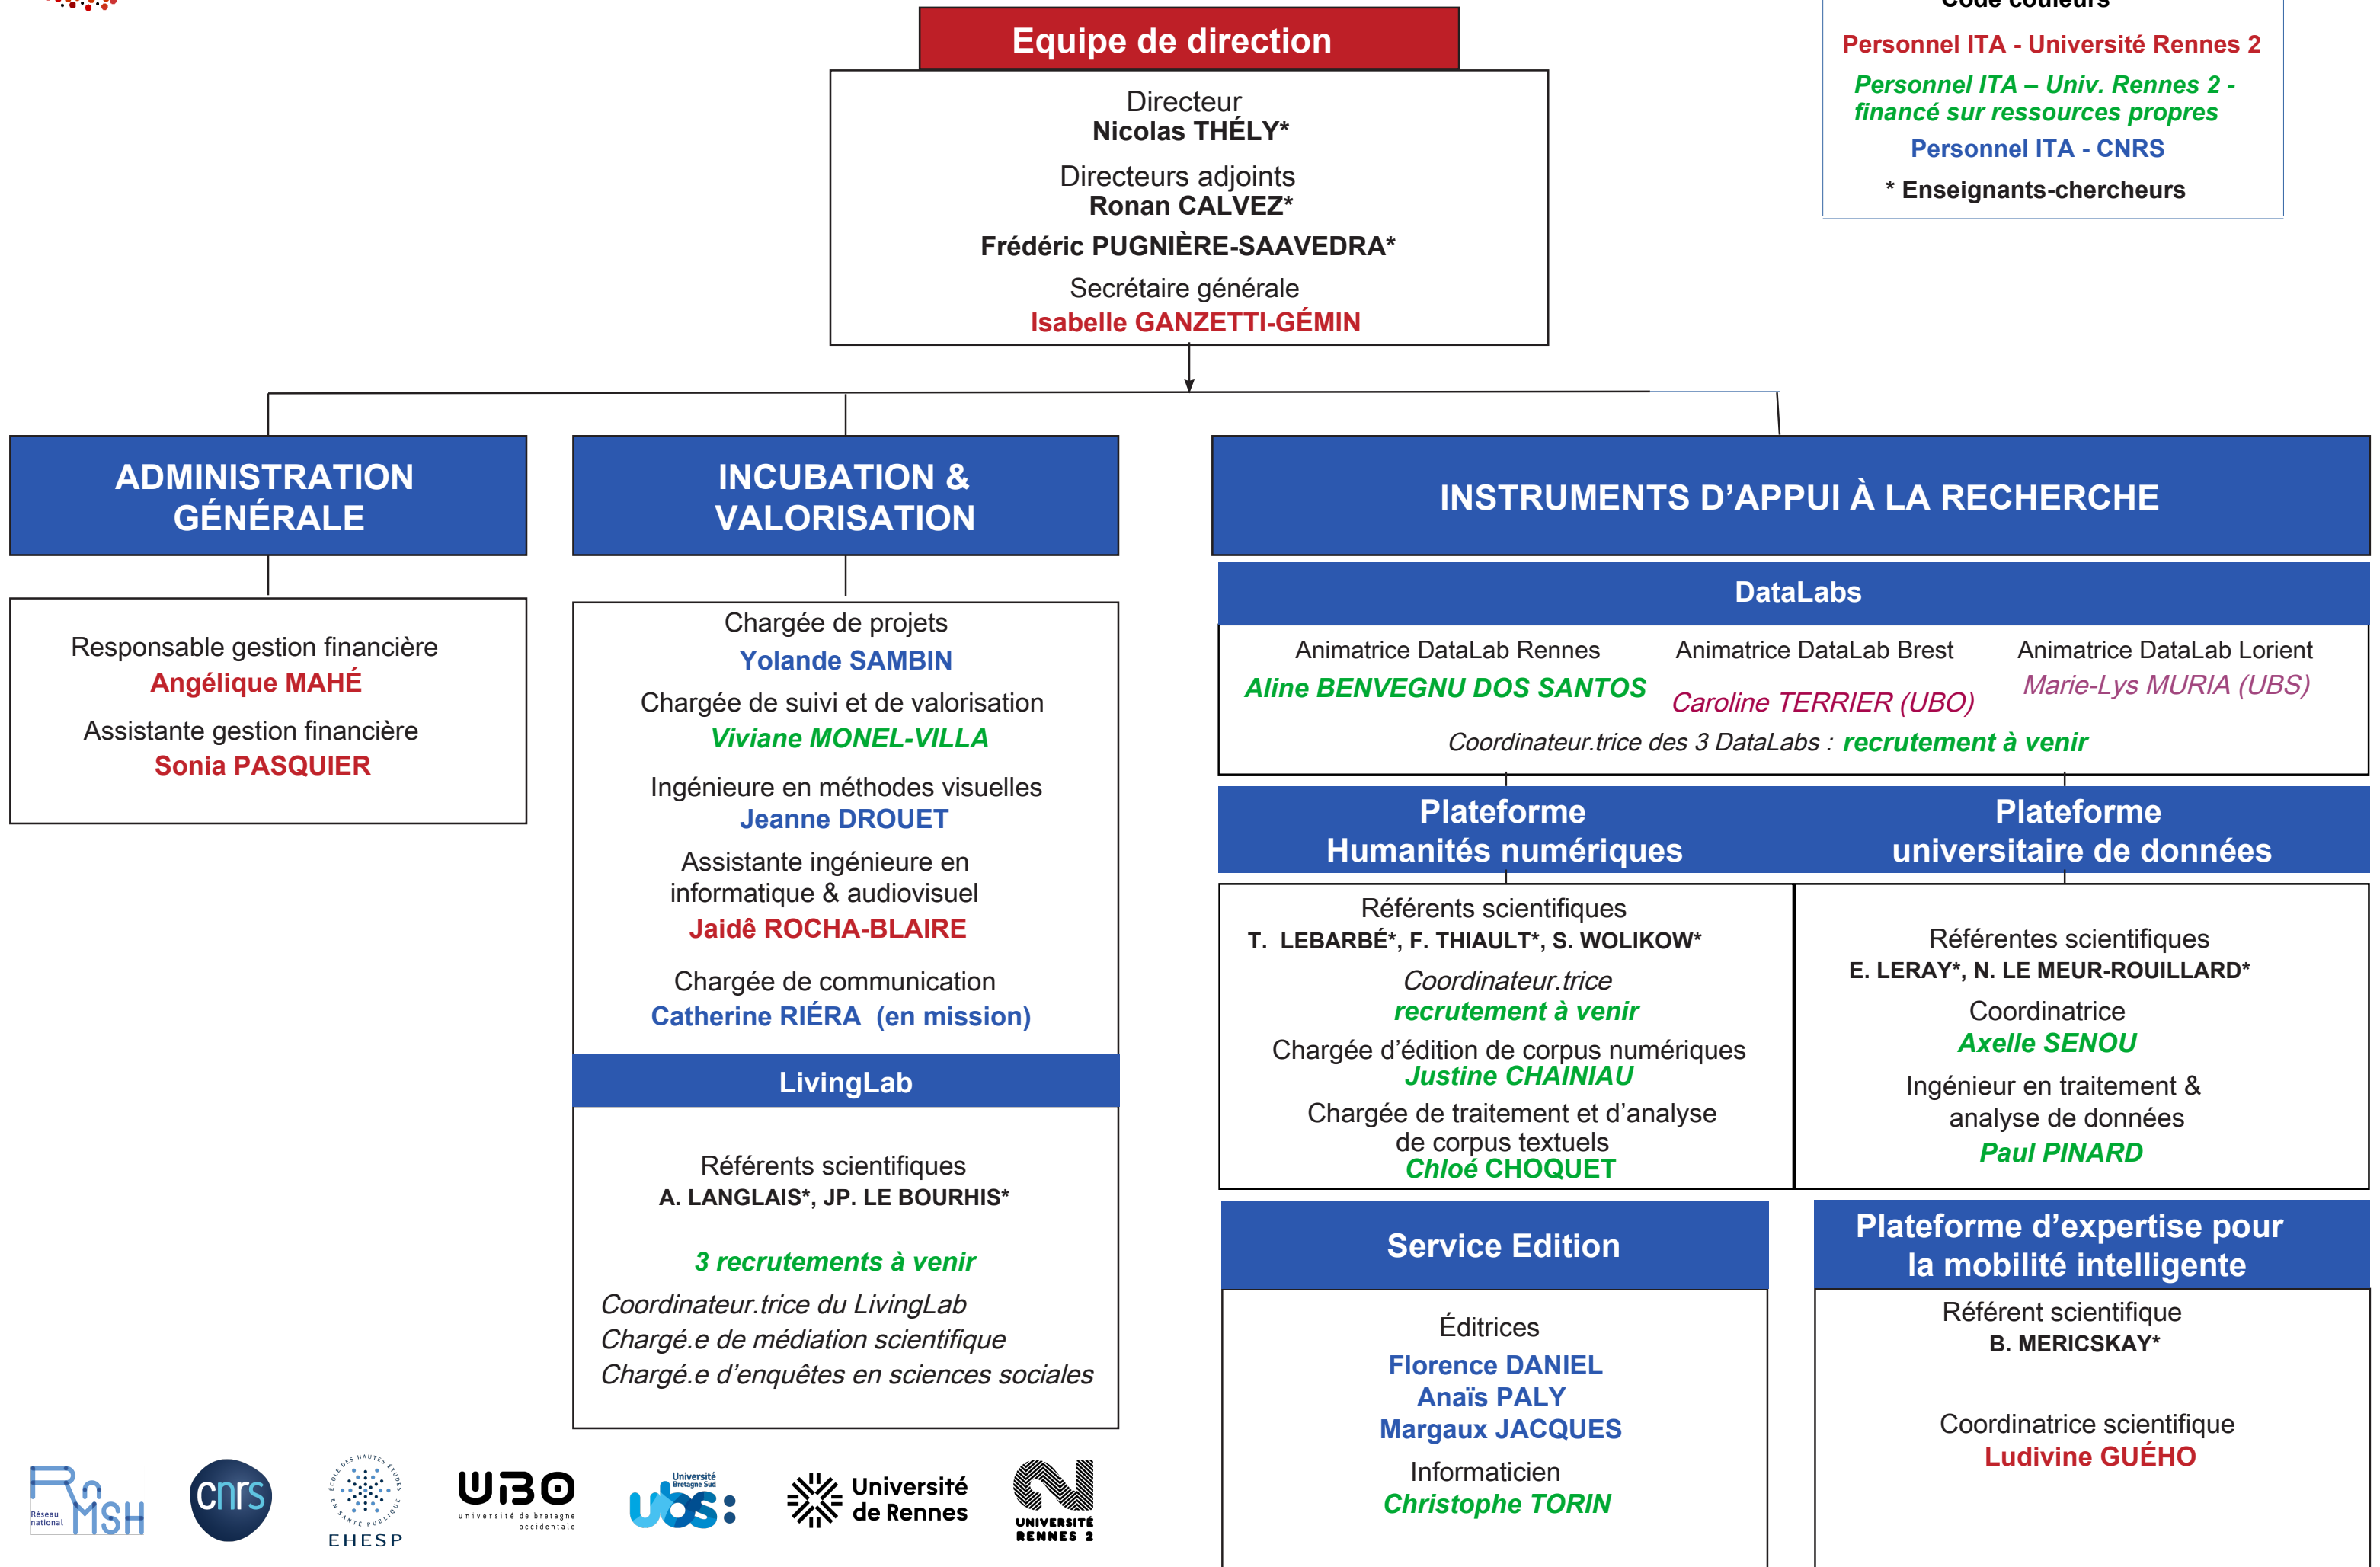 Code couleurs
Personnel ITA - Université Rennes 2
Personnel ITA – Univ. Rennes 2 -
financé sur ressources propres
Personnel ITA - CNRS
* Enseignants-chercheurs
Equipe de direction
Directeur
Nicolas THÉLY*
Directeurs adjoints
Ronan CALVEZ*
Frédéric PUGNIÈRE-SAAVEDRA*
Secrétaire générale
Isabelle GANZETTI-GÉMIN
ADMINISTRATION
GÉNÉRALE
Responsable gestion financière
Angélique MAHÉ
Assistante gestion financière
Sonia PASQUIER
INCUBATION &
VALORISATION
Chargée de projets
Yolande SAMBIN
Chargée de suivi et de valorisation
Viviane MONEL-VILLA
Ingénieure en méthodes visuelles
Jeanne DROUET
Assistante ingénieure en
informatique & audiovisuel
Jaidê ROCHA-BLAIRE
Chargée de communication
Catherine RIÉRA (en mission)
LivingLab
Référents scientifiques
A. LANGLAIS*, JP. LE BOURHIS*
3 recrutements à venir
Coordinateur.trice du LivingLab
Chargé.e de médiation scientifique
Chargé.e d'enquêtes en sciences sociales
INSTRUMENTS D'APPUI À LA RECHERCHE
DataLabs
Animatrice DataLab Rennes
Aline BENVEGNU DOS SANTOS
Animatrice DataLab Brest
Caroline TERRIER (UBO)
Animatrice DataLab Lorient
Marie-Lys MURIA (UBS)
Coordinateur.trice des 3 DataLabs : recrutement à venir
Plateforme
Humanités numériques
Référents scientifiques
T. LEBARBÉ*, F. THIAULT*, S. WOLIKOW*
Coordinateur.trice
recrutement à venir
Chargée d'édition de corpus numériques
Justine CHAINIAU
Chargée de traitement et d'analyse
de corpus textuels
Chloé CHOQUET
Plateforme
universitaire de données
Référentes scientifiques
E. LERAY*, N. LE MEUR-ROUILLARD*
Coordinatrice
Axelle SENOU
Ingénieur en traitement &
analyse de données
Paul PINARD
Service Edition
Éditrices
Florence DANIEL
Anaïs PALY
Margaux JACQUES
Informaticien
Christophe TORIN
Plateforme d'expertise pour
la mobilité intelligente
Référent scientifique
B. MERICSKAY*
Coordinatrice scientifique
Ludivine GUÉHO
RnMSH
Réseau
national
cnrs
ÉCOLE DES HAUTES ÉTUDES
EN SANTÉ PUBLIQUE
EHESP
UBO
université de bretagne
occidentale
Université
Bretagne Sud
ubs:
Université
de Rennes
UNIVERSITÉ
RENNES 2